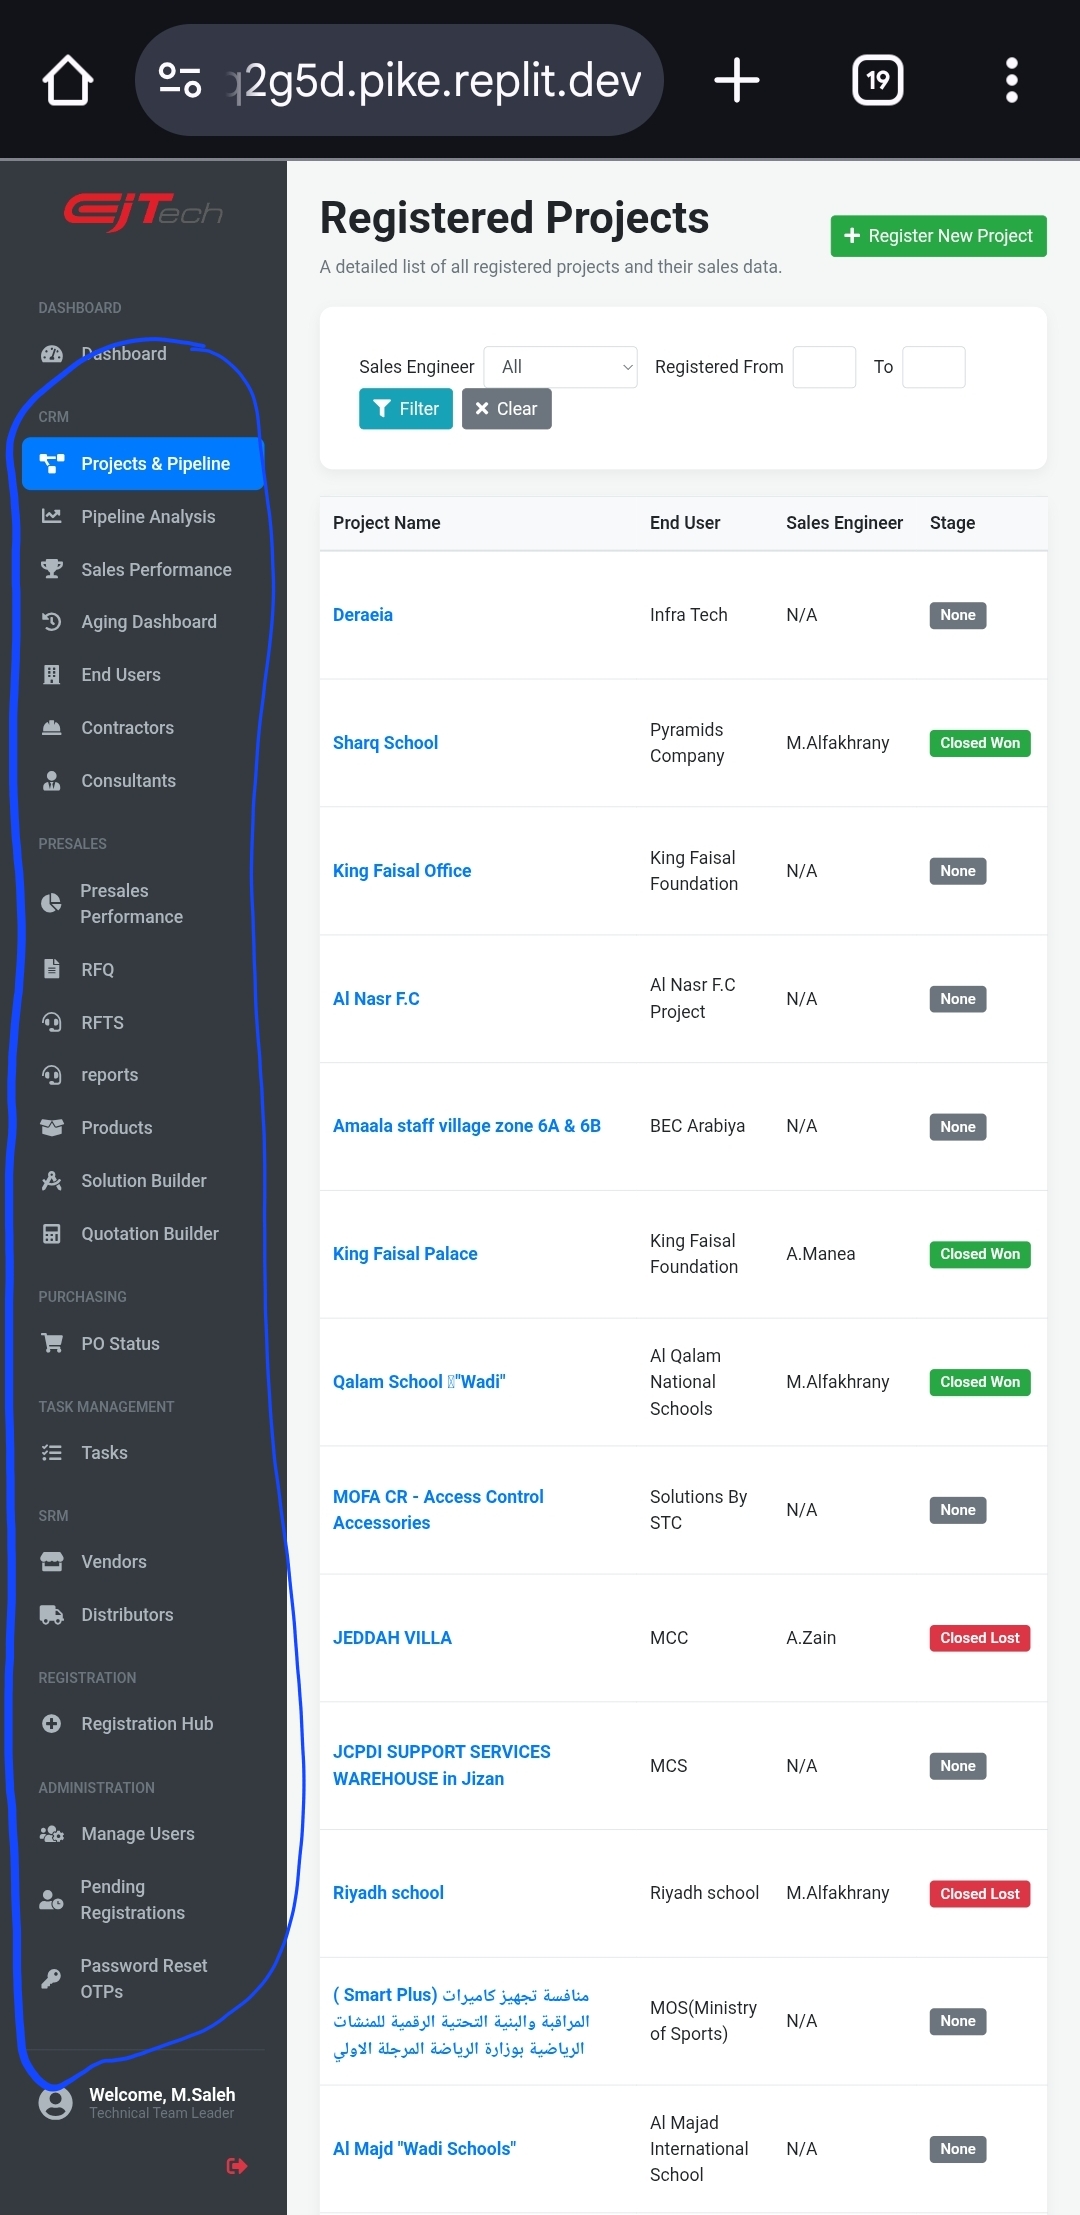 q2g5d.pike.replit.dev
19
EJTech
Registered Projects
Register New Project
A detailed list of all registered projects and their sales data.
DASHBOARD
Dashboard
CRM
Projects & Pipeline
Pipeline Analysis
Sales Performance
Aging Dashboard
End Users
Contractors
Consultants
PRESALES
Presales
Performance
RFQ
RFTS
reports
Products
Solution Builder
Quotation Builder
PURCHASING
PO Status
TASK MANAGEMENT
Tasks
SRM
Vendors
Distributors
REGISTRATION
Registration Hub
ADMINISTRATION
Manage Users
Pending
Registrations
Password Reset
OTPs
Welcome, M.Saleh
Technical Team Leader
Sales Engineer All Registered From To
Filter Clear
Project Name End User Sales Engineer Stage
Deraeia Infra Tech N/A None
Sharq School Pyramids Company M.Alfakhrany Closed Won
King Faisal Office King Faisal Foundation N/A None
Al Nasr F.C Al Nasr F.C Project N/A None
Amaala staff village zone 6A & 6B BEC Arabiya N/A None
King Faisal Palace King Faisal Foundation A.Manea Closed Won
Qalam School "Wadi" Al Qalam National Schools M.Alfakhrany Closed Won
MOFA CR - Access Control Accessories Solutions By STC N/A None
JEDDAH VILLA MCC A.Zain Closed Lost
JCPDI SUPPORT SERVICES WAREHOUSE in Jizan MCS N/A None
Riyadh school Riyadh school M.Alfakhrany Closed Lost
( Smart Plus) منافسة تجهيز كاميرات
المراقبة والبنية التحتية الرقمية للمنشات
الرياضية بوزارة الرياضة المرجلة الاولي
MOS(Ministry of Sports) N/A None
Al Majd "Wadi Schools" Al Majad International School N/A None